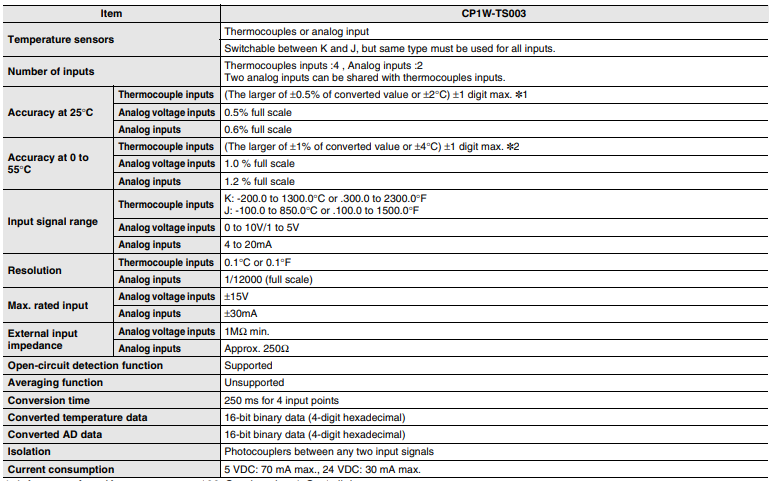 Item CP1W-TS003
Temperature sensors Thermocouples or analog input
Switchable between K and J, but same type must be used for all inputs.
Number of inputs Thermocouples inputs :4 , Analog inputs :2
Two analog inputs can be shared with thermocouples inputs.
Accuracy at 25°C Thermocouple inputs (The larger of ±0.5% of converted value or ±2°C) ±1 digit max. ✽1
Analog voltage inputs 0.5% full scale
Analog inputs 0.6% full scale
Accuracy at 0 to 55°C Thermocouple inputs (The larger of ±1% of converted value or ±4°C) ±1 digit max. ✽2
Analog voltage inputs 1.0 % full scale
Analog inputs 1.2 % full scale
Input signal range Thermocouple inputs K: -200.0 to 1300.0°C or .300.0 to 2300.0°F
J: -100.0 to 850.0°C or .100.0 to 1500.0°F
Analog voltage inputs 0 to 10V/1 to 5V
Analog inputs 4 to 20mA
Resolution Thermocouple inputs 0.1°C or 0.1°F
Analog inputs 1/12000 (full scale)
Max. rated input Analog voltage inputs ±15V
Analog inputs ±30mA
External input impedance Analog voltage inputs 1MΩ min.
Analog inputs Approx. 250Ω
Open-circuit detection function Supported
Averaging function Unsupported
Conversion time 250 ms for 4 input points
Converted temperature data 16-bit binary data (4-digit hexadecimal)
Converted AD data 16-bit binary data (4-digit hexadecimal)
Isolation Photocouplers between any two input signals
Current consumption 5 VDC: 70 mA max., 24 VDC: 30 mA max.